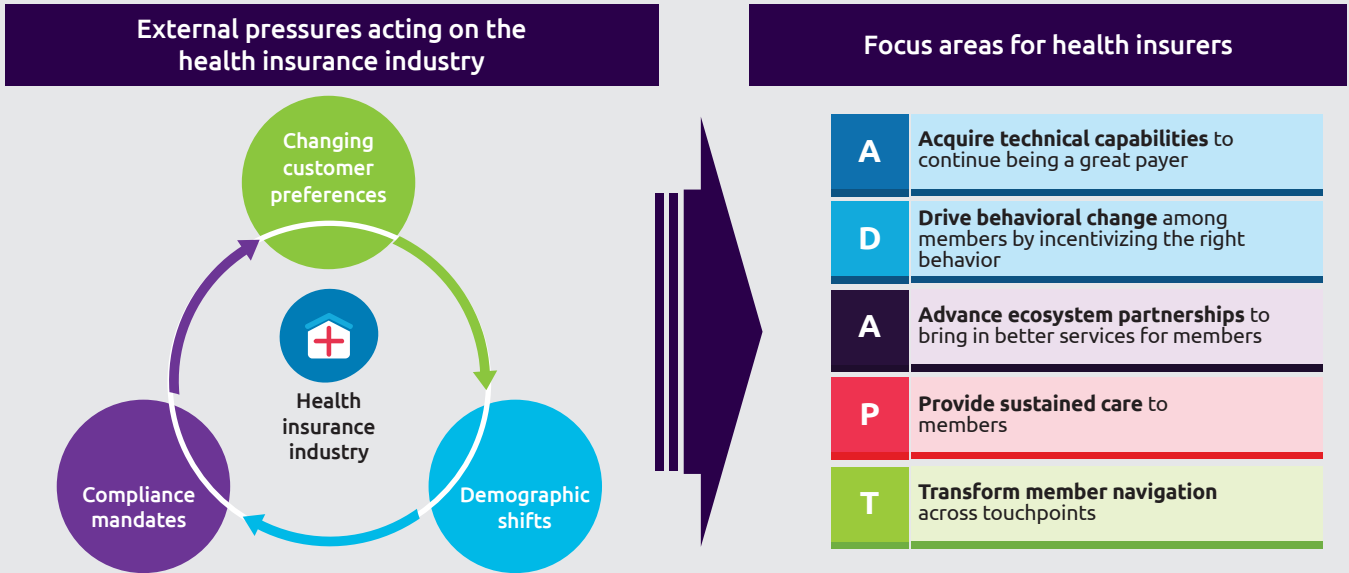 External pressures acting on the
health insurance industry
Changing
customer
preferences
Health
insurance
industry
Compliance
mandates
Demographic
shifts
Focus areas for health insurers
A
Acquire technical capabilities to
continue being a great payer
D
Drive behavioral change among
members by incentivizing the right
behavior
A
Advance ecosystem partnerships to
bring in better services for members
P
Provide sustained care to
members
T
Transform member navigation
across touchpoints